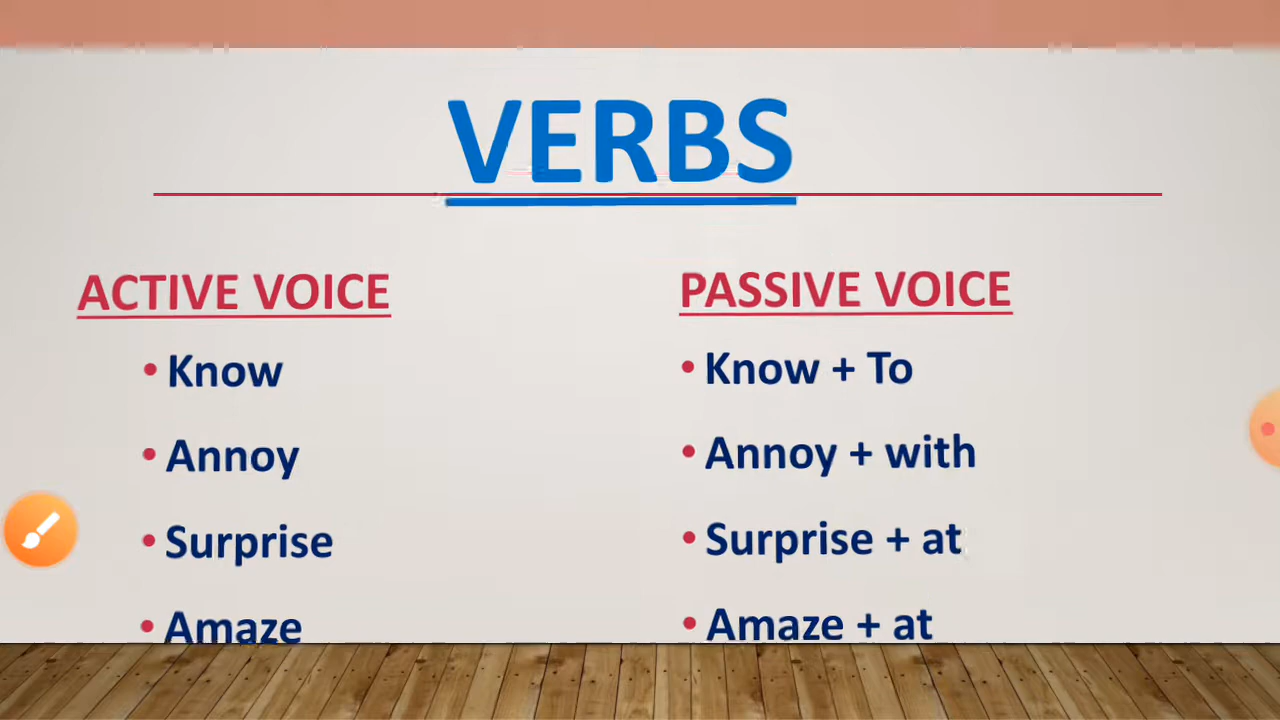 VERBS
ACTIVE VOICE
• Know
• Annoy
• Surprise
• Amaze
PASSIVE VOICE
• Know + To
• Annoy + with
• Surprise + at
• Amaze + at